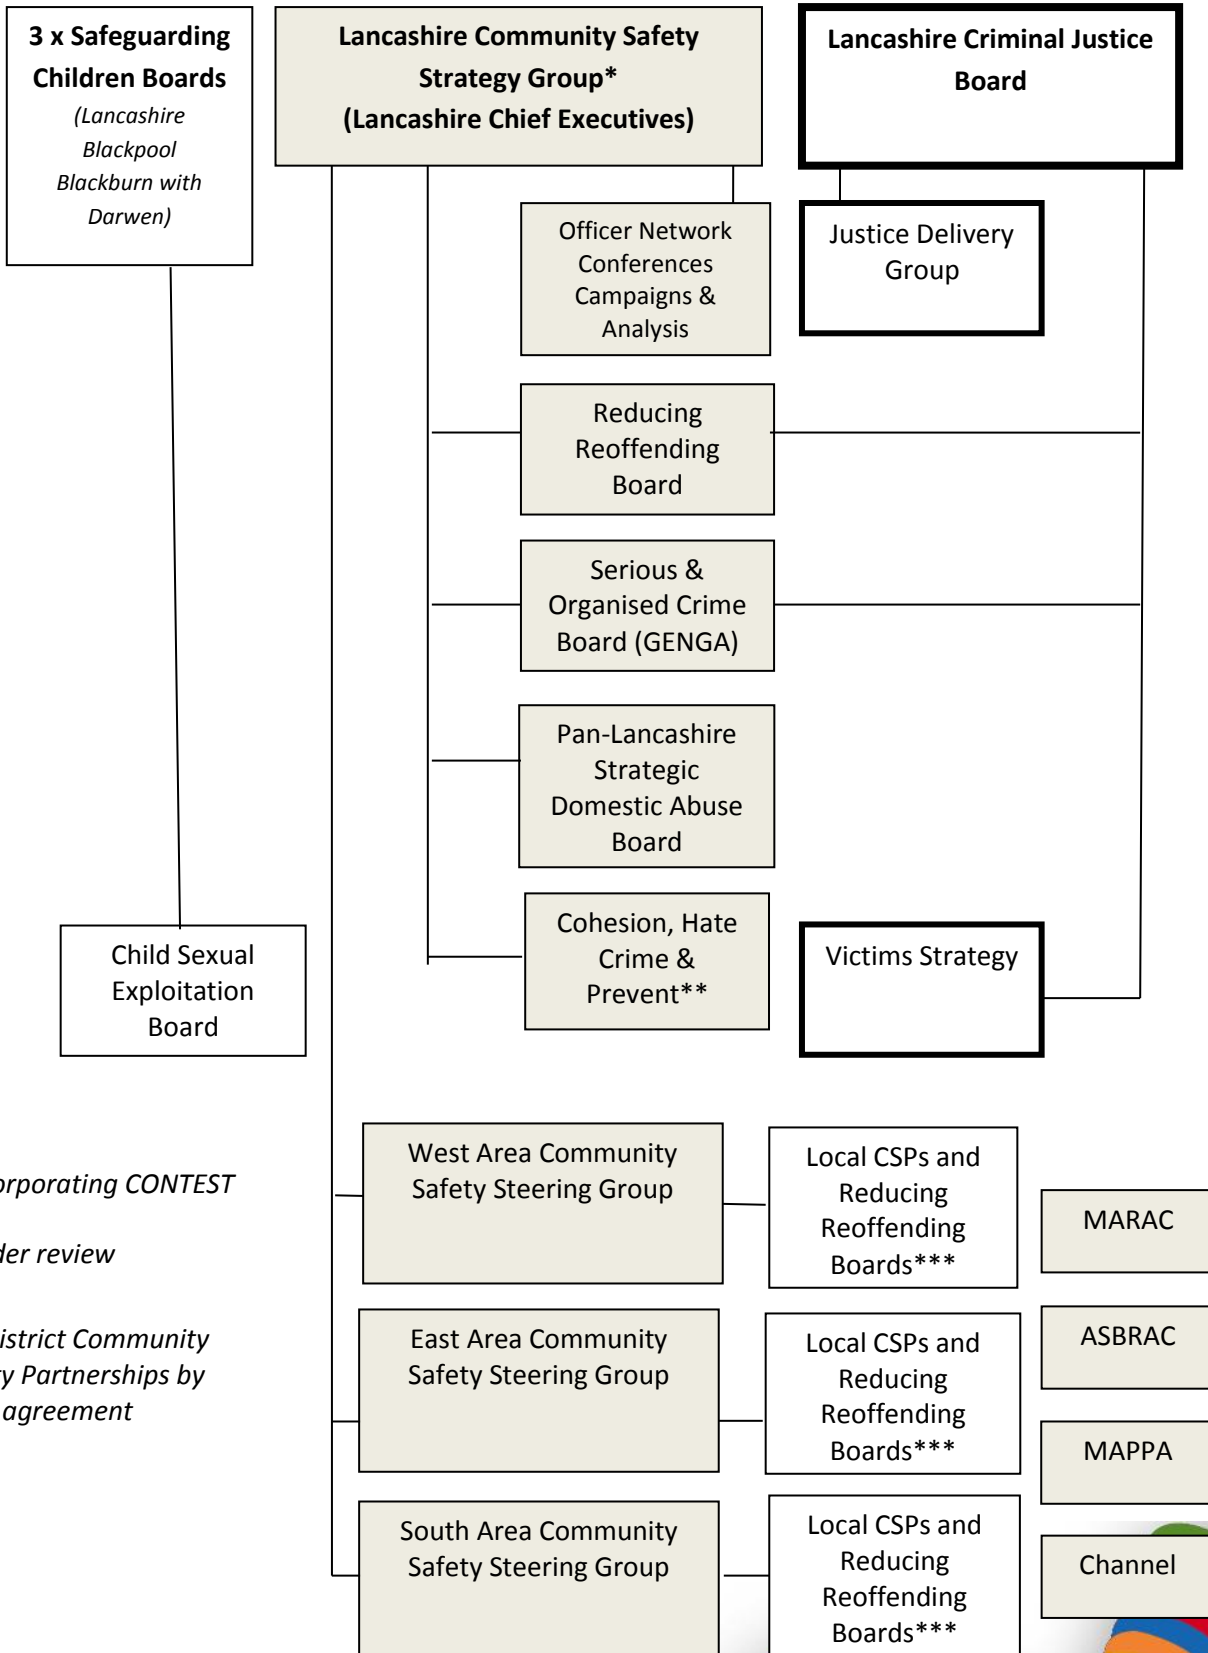 3 x Safeguarding
Children Boards
(Lancashire
Blackpool
Blackburn with
Darwen)
Lancashire Community Safety
Strategy Group*
(Lancashire Chief Executives)
Lancashire Criminal Justice
Board
Officer Network
Conferences
Campaigns &
Analysis
Justice Delivery
Group
Reducing
Reoffending
Board
Serious &
Organised Crime
Board (GENGA)
Pan-Lancashire
Strategic
Domestic Abuse
Board
Cohesion, Hate
Crime &
Prevent**
Victims Strategy
Child Sexual
Exploitation
Board
orporating CONTEST
der review
istrict Community
ty Partnerships by
agreement
West Area Community
Safety Steering Group
Local CSPs and
Reducing
Reoffending
Boards***
East Area Community
Safety Steering Group
Local CSPs and
Reducing
Reoffending
Boards***
South Area Community
Safety Steering Group
Local CSPs and
Reducing
Reoffending
Boards***
MARAC
ASBRAC
MAPPA
Channel